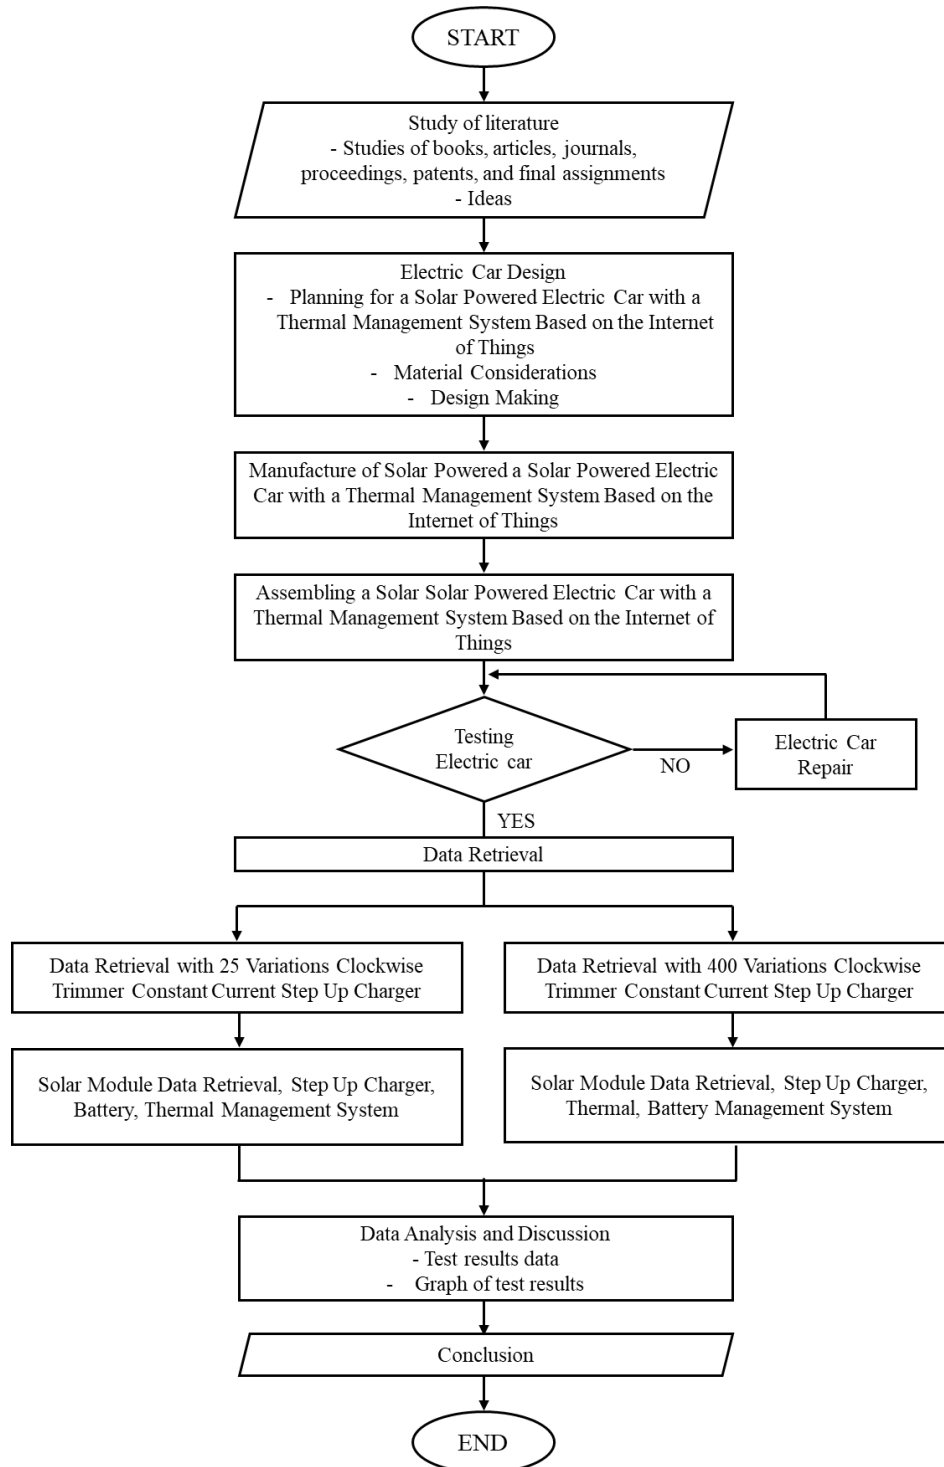 START
Study of literature
- Studies of books, articles, journals,
proceedings, patents, and final assignments
- Ideas
Electric Car Design
- Planning for a Solar Powered Electric Car with a
Thermal Management System Based on the Internet
of Things
- Material Considerations
- Design Making
Manufacture of Solar Powered a Solar Powered Electric
Car with a Thermal Management System Based on the
Internet of Things
Assembling a Solar Solar Powered Electric Car with a
Thermal Management System Based on the Internet of
Things
Testing
Electric car
NO
Electric Car
Repair
YES
Data Retrieval
Data Retrieval with 25 Variations Clockwise
Trimmer Constant Current Step Up Charger
Data Retrieval with 400 Variations Clockwise
Trimmer Constant Current Step Up Charger
Solar Module Data Retrieval, Step Up Charger,
Battery, Thermal Management System
Solar Module Data Retrieval, Step Up Charger,
Thermal, Battery Management System
Data Analysis and Discussion
- Test results data
- Graph of test results
Conclusion
END